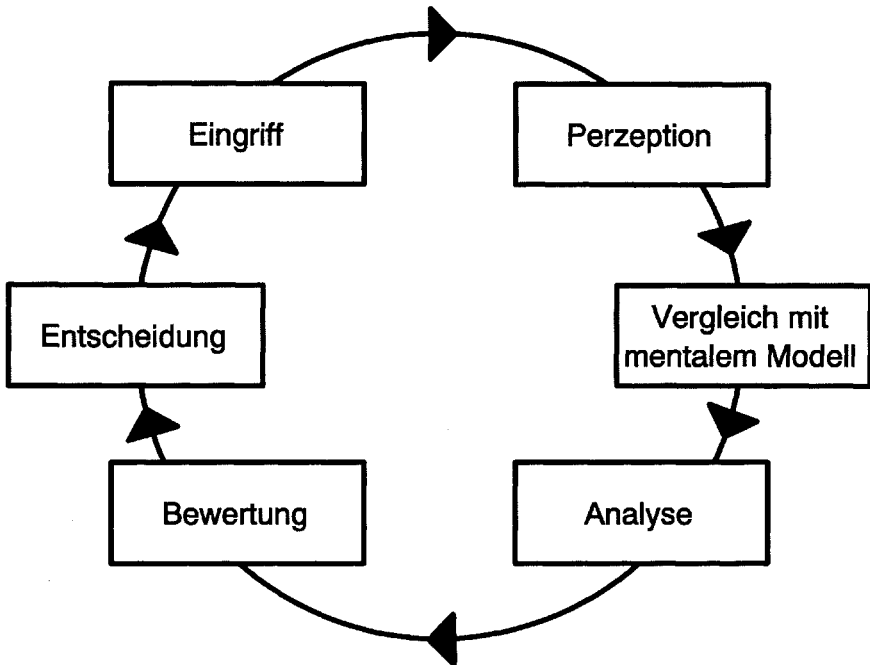 Eingriff
Perzeption
Entscheidung
Vergleich mit
mentalem Modell
Bewertung
Analyse